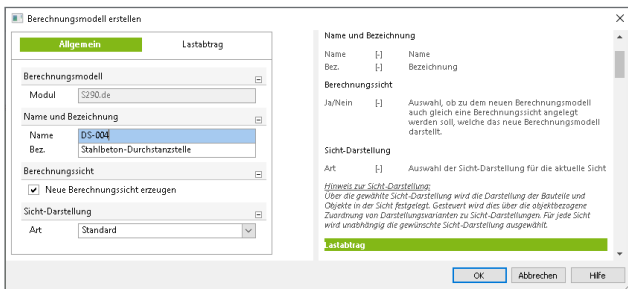 Berechnungsmodell erstellen
Allgemein
Lastabtrag
Berechnungsmodell
Modul
S290.de
Name und Bezeichnung
Name
DS-004
Bez.
Stahlbeton-Durchstanzstelle
Berechnungssicht
Neue Berechnungssicht erzeugen
Sicht-Darstellung
Art
Standard
Name und Bezeichnung
Name [-] Name
Bez. [-] Bezeichnung
Berechnungssicht
Ja/Nein [-] Auswahl, ob zu dem neuen Berechnungsmodell
auch gleich eine Berechnungssicht angelegt
werden soll, welche das neue Berechnungsmodell
darstellt.
Sicht-Darstellung
Art [-] Auswahl der Sicht-Darstellung für die aktuelle Sicht
Hinweis zur Sicht-Darstellung:
Über die gewählte Sicht-Darstellung wird die Darstellung der Bauteile und
Objekte in der Sicht festgelegt. Gesteuert wird dies über die objektbezogene
Zuordnung von Darstellungsvarianten zu Sicht-Darstellungen. Für jede Sicht
wird unabhängig die gewünschte Sicht-Darstellung ausgewählt.
Lastabtrag
OK
Abbrechen
Hilfe